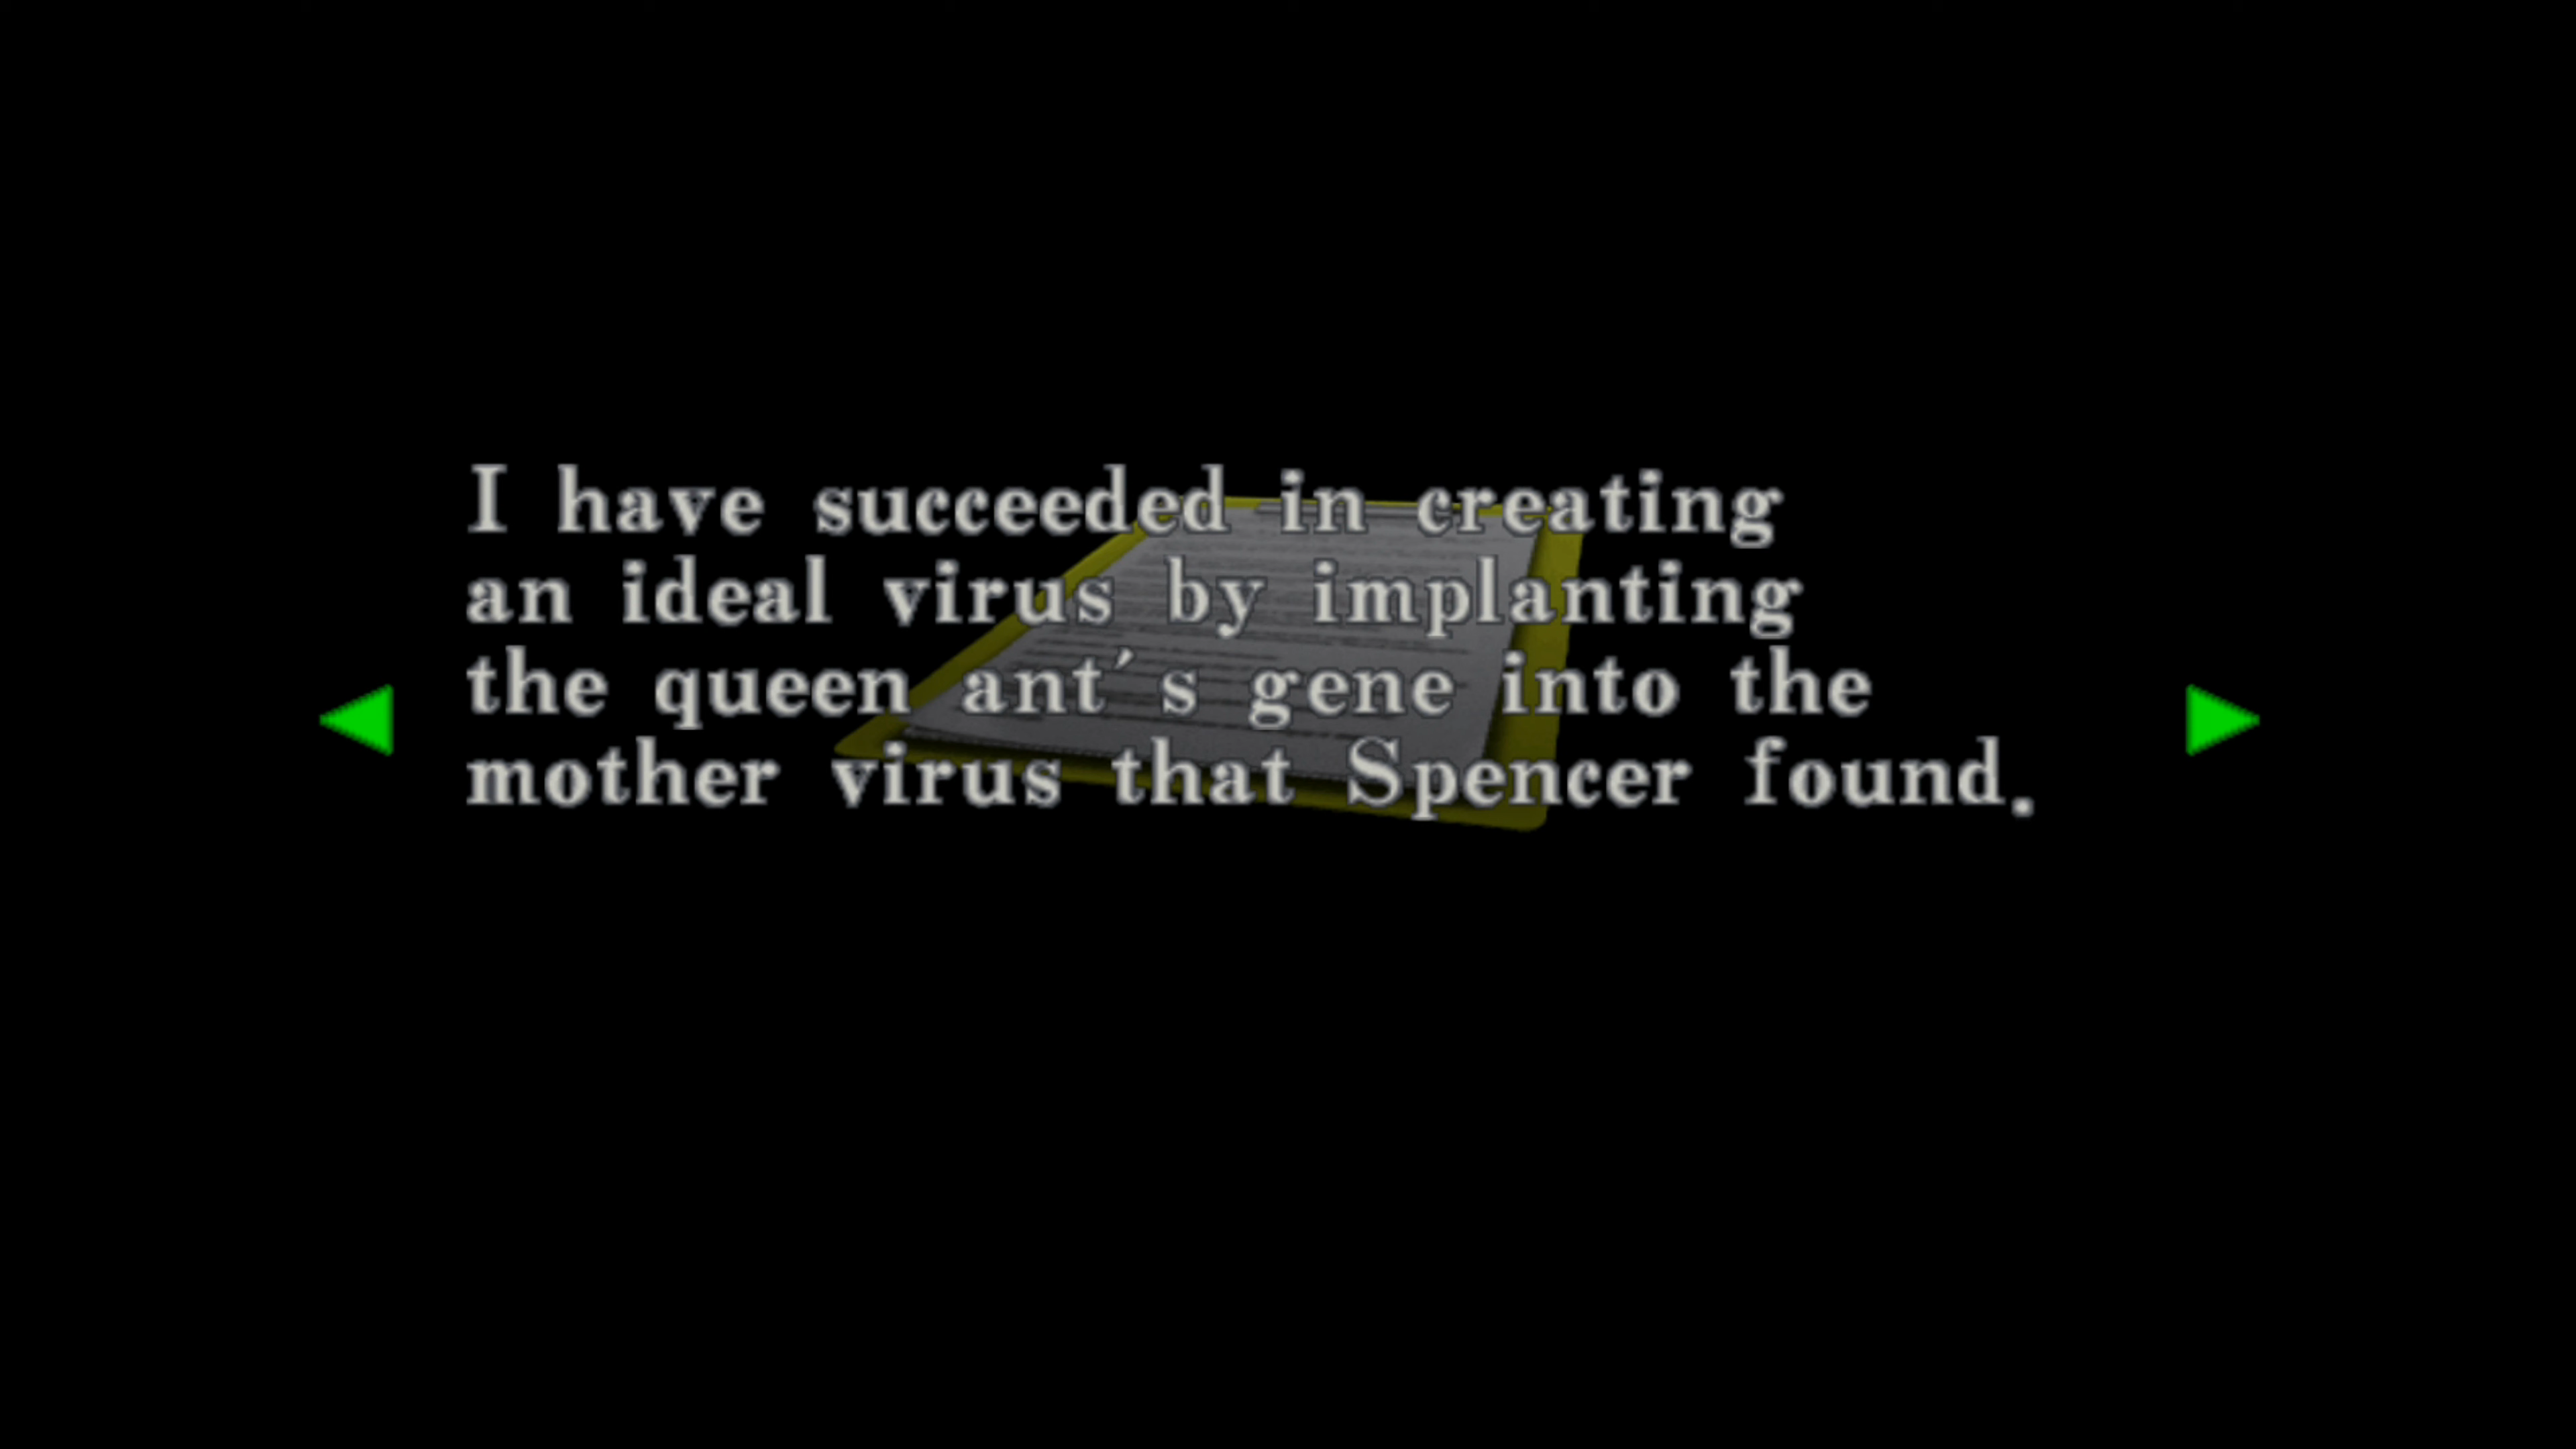 I have succeeded in creating
an ideal virus by implanting
the queen ant's gene into the
mother virus that Spencer found.